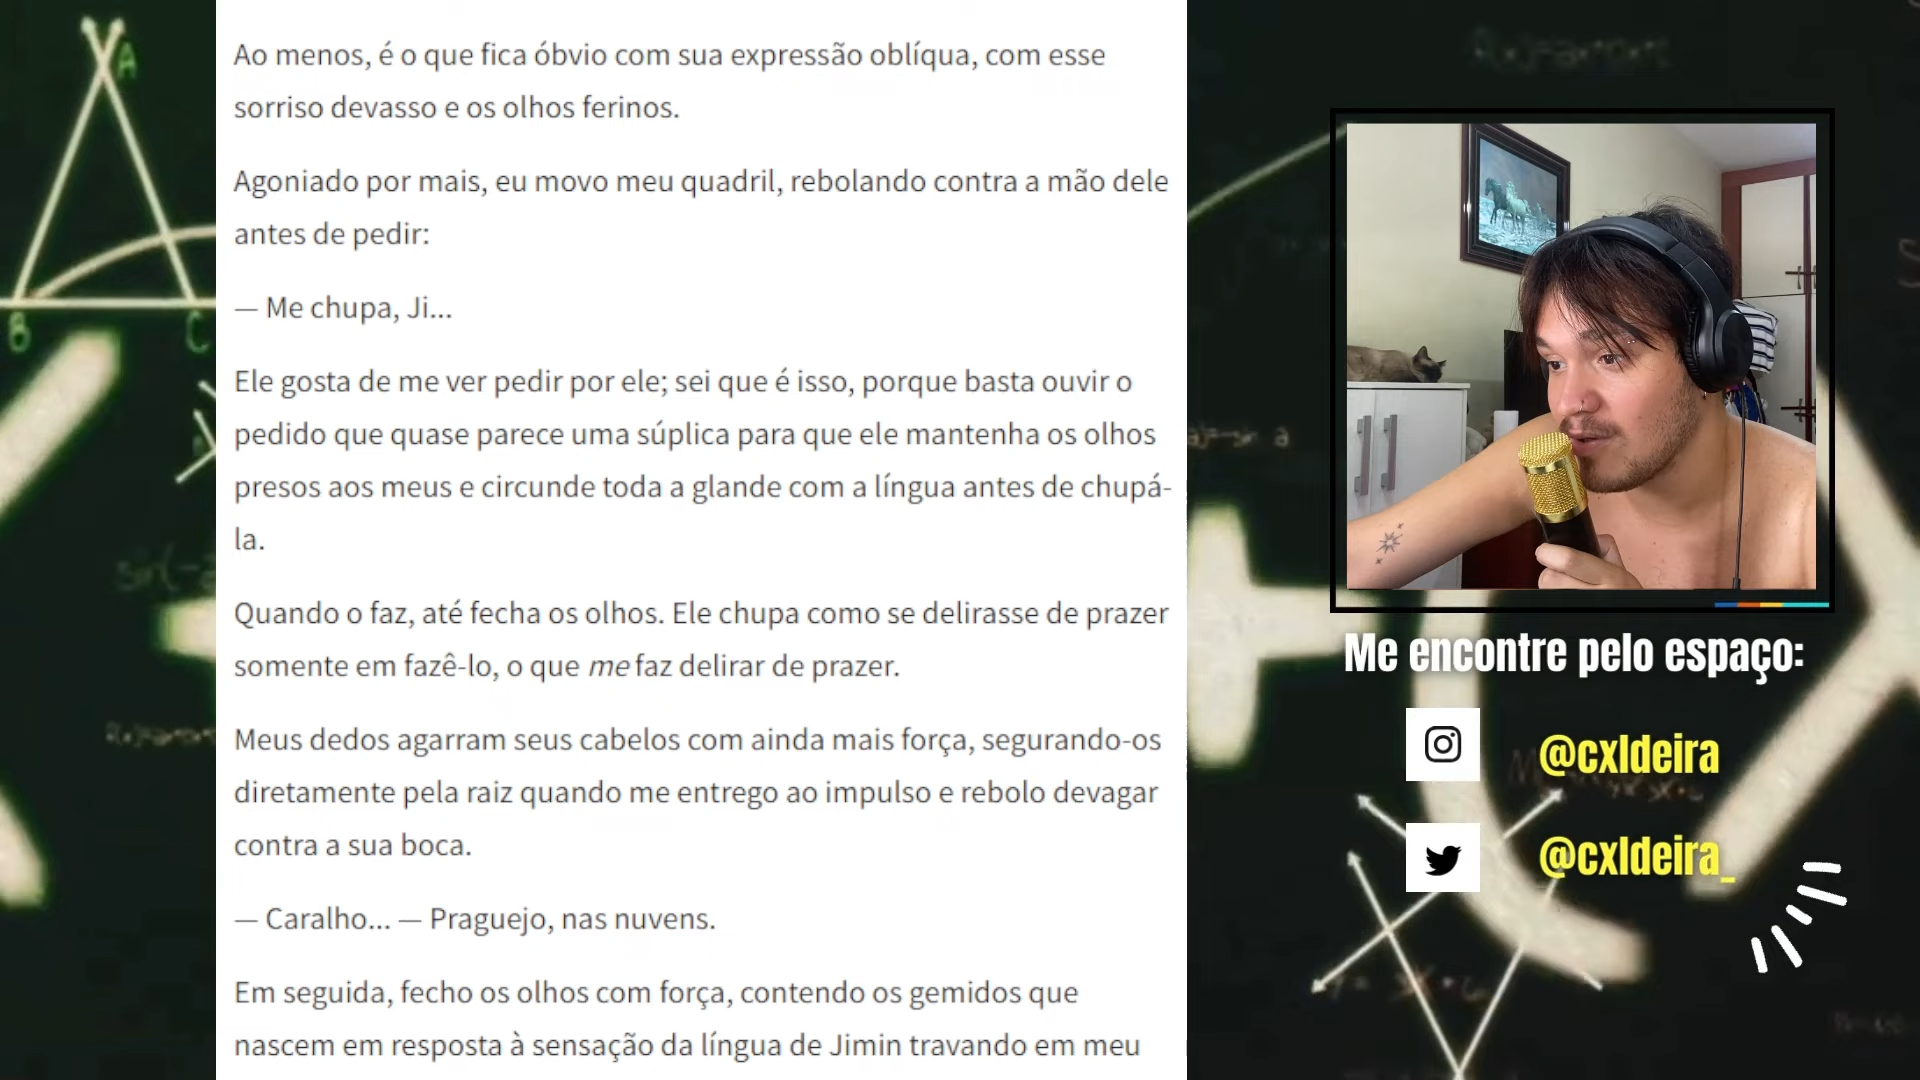 Ao menos, é o que fica óbvio com sua expressão oblíqua, com esse
sorriso devasso e os olhos ferinos.
Agoniado por mais, eu movo meu quadril, rebolando contra a mão dele
antes de pedir:
— Me chupa, Ji...
Ele gosta de me ver pedir por ele; sei que é isso, porque basta ouvir o
pedido que quase parece uma súplica para que ele mantenha os olhos
presos aos meus e circunde toda a glande com a língua antes de chupá-
la.
Quando o faz, até fecha os olhos. Ele chupa como se delirasse de prazer
somente em fazê-lo, o que me faz delirar de prazer.
Meus dedos agarram seus cabelos com ainda mais força, segurando-os
diretamente pela raiz quando me entrego ao impulso e rebolo devagar
contra a sua boca.
— Caralho... — Praguejo, nas nuvens.
Em seguida, fecho os olhos com força, contendo os gemidos que
nascem em resposta à sensação da língua de Jimin travando em meu
A
B
C
Me encontre pelo espaço:
@cxldeira
@cxldeira_